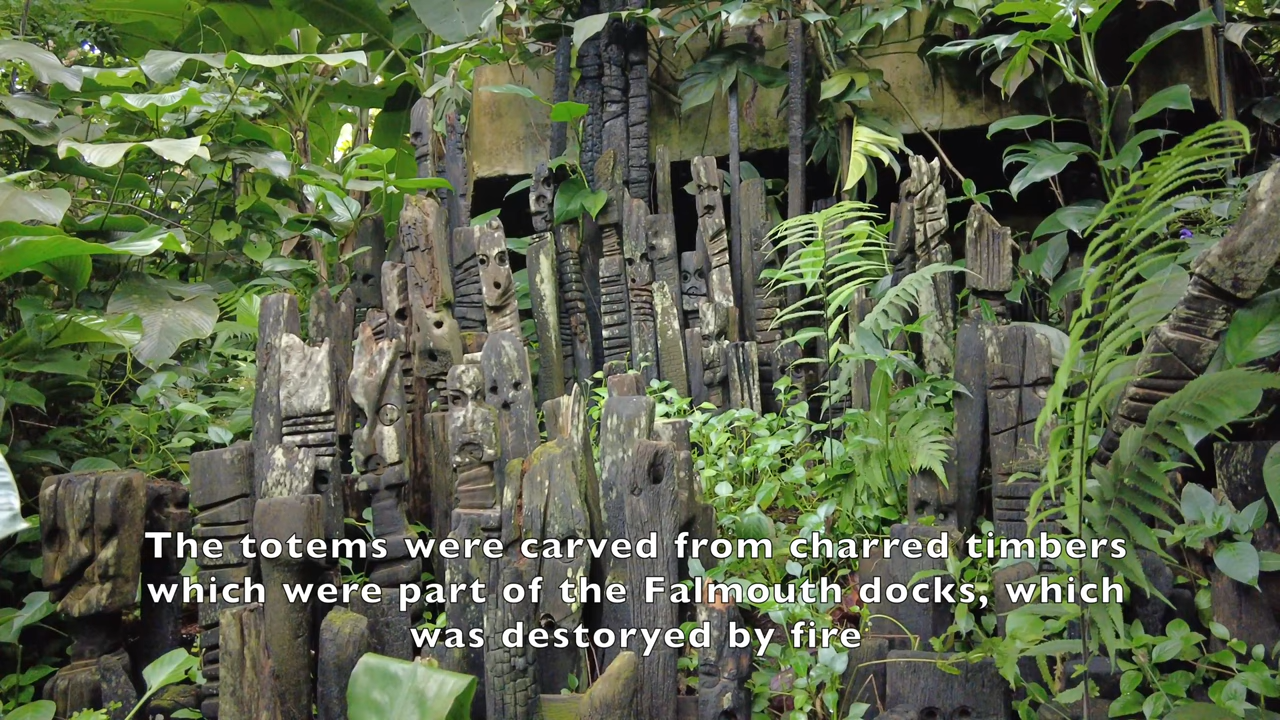 The totems were carved from charred timbers
which were part of the Falmouth docks, which
was destoryed by fire